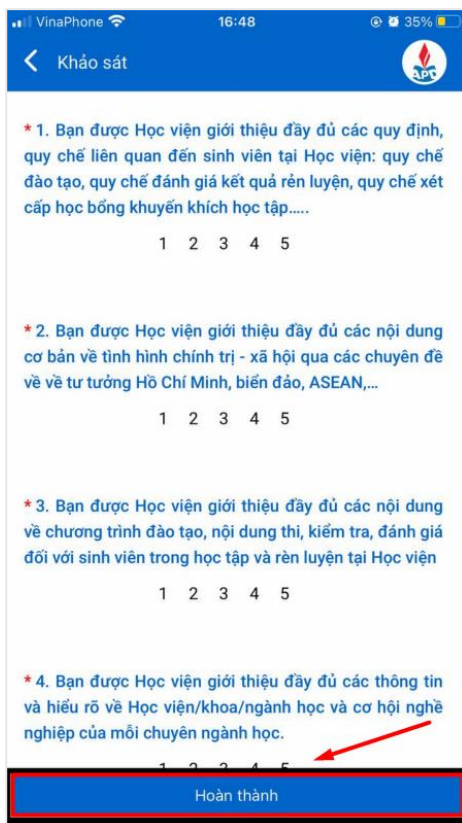 VinaPhone 16:48 35%
Khảo sát
APC
* 1. Bạn được Học viện giới thiệu đầy đủ các quy định,
quy chế liên quan đến sinh viên tại Học viện: quy chế
đào tạo, quy chế đánh giá kết quả rén luyện, quy chế xét
cấp học bổng khuyến khích học tập.....
1 2 3 4 5
* 2. Bạn được Học viện giới thiệu đầy đủ các nội dung
cơ bản về tình hình chính trị - xã hội qua các chuyên đề
về về tư tưởng Hồ Chí Minh, biển đảo, ASEAN,...
1 2 3 4 5
* 3. Bạn được Học viện giới thiệu đầy đủ các nội dung
về chương trình đào tạo, nội dung thi, kiểm tra, đánh giá
đối với sinh viên trong học tập và rèn luyện tại Học viện
1 2 3 4 5
* 4. Bạn được Học viện giới thiệu đầy đủ các thông tin
và hiểu rõ về Học viện/khoa/ngành học và cơ hội nghề
nghiệp của mỗi chuyên ngành học.
1 2 3 4 5
Hoàn thành